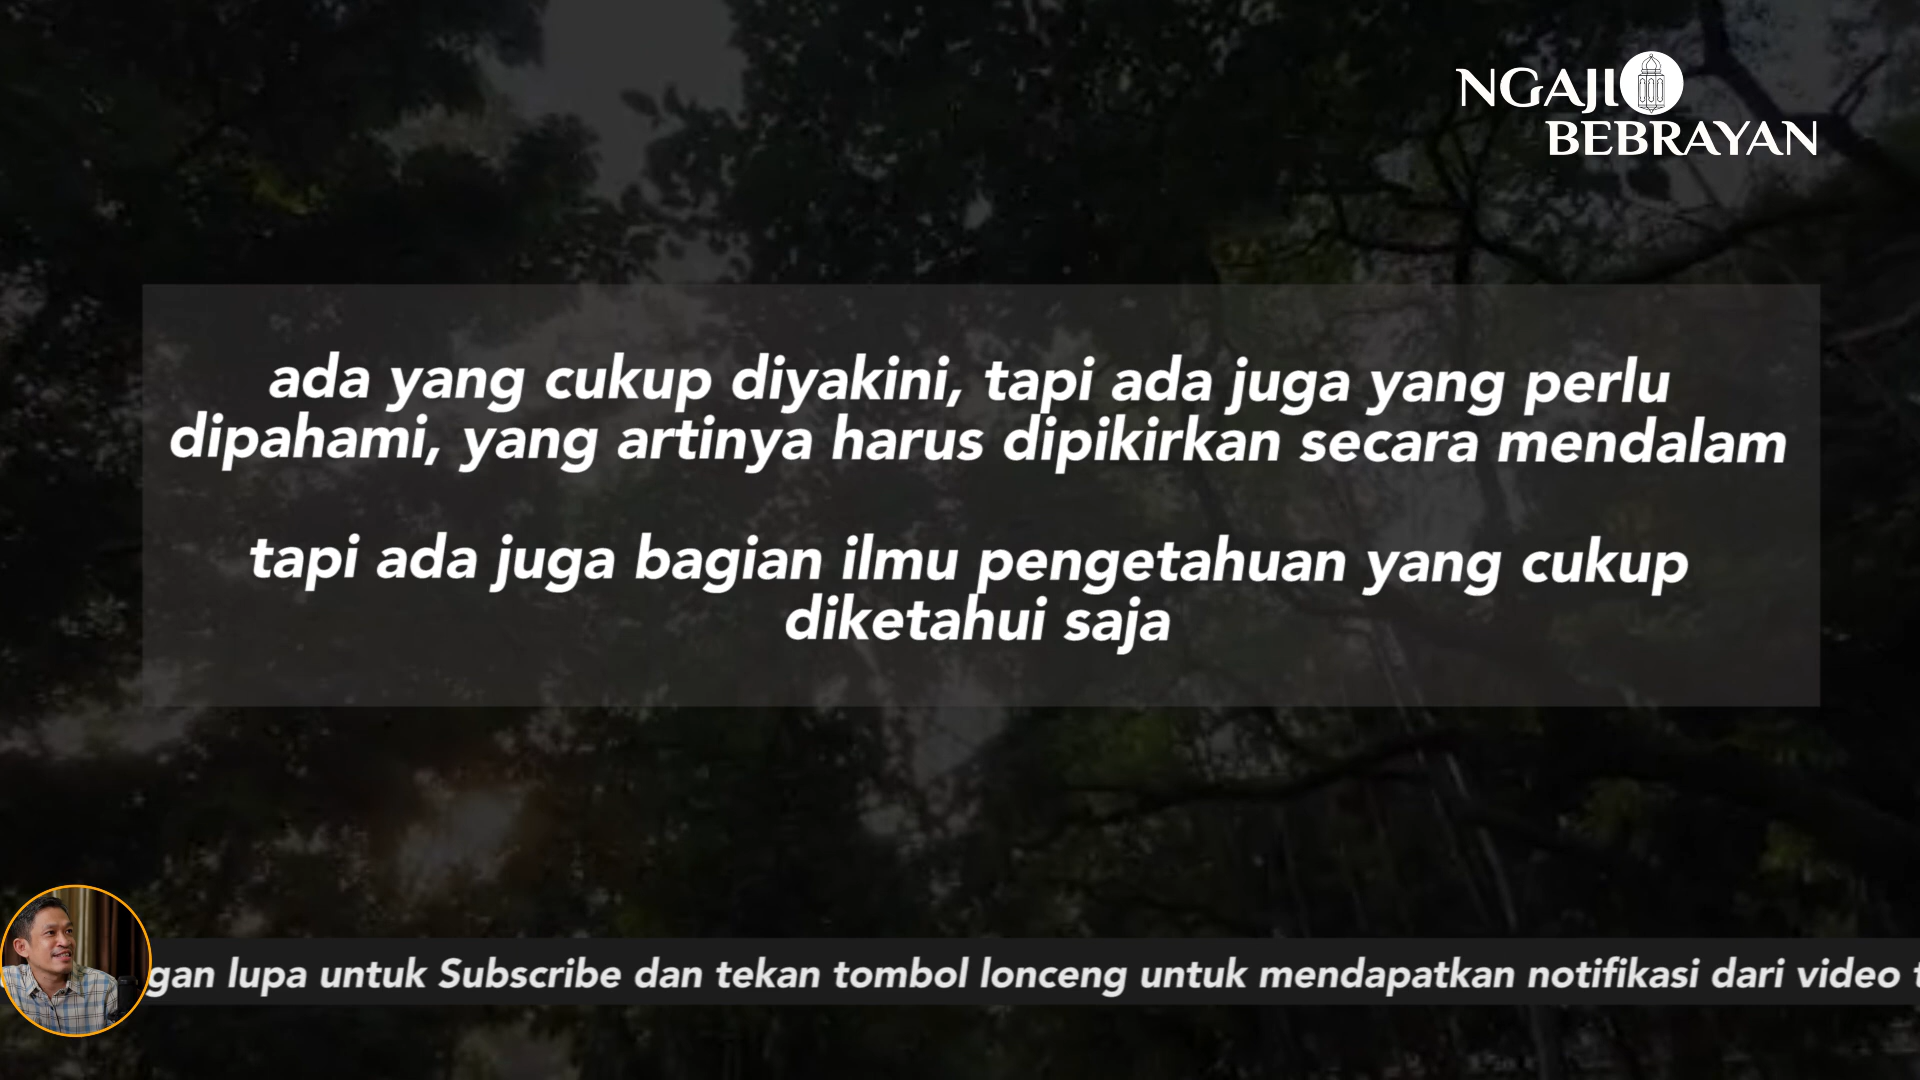 NGAJI
BEBRAYAN
ada yang cukup diyakini, tapi ada juga yang perlu
dipahami, yang artinya harus dipikirkan secara mendalam
tapi ada juga bagian ilmu pengetahuan yang cukup
diketahui saja
gan lupa untuk Subscribe dan tekan tombol lonceng untuk mendapatkan notifikasi dari video t